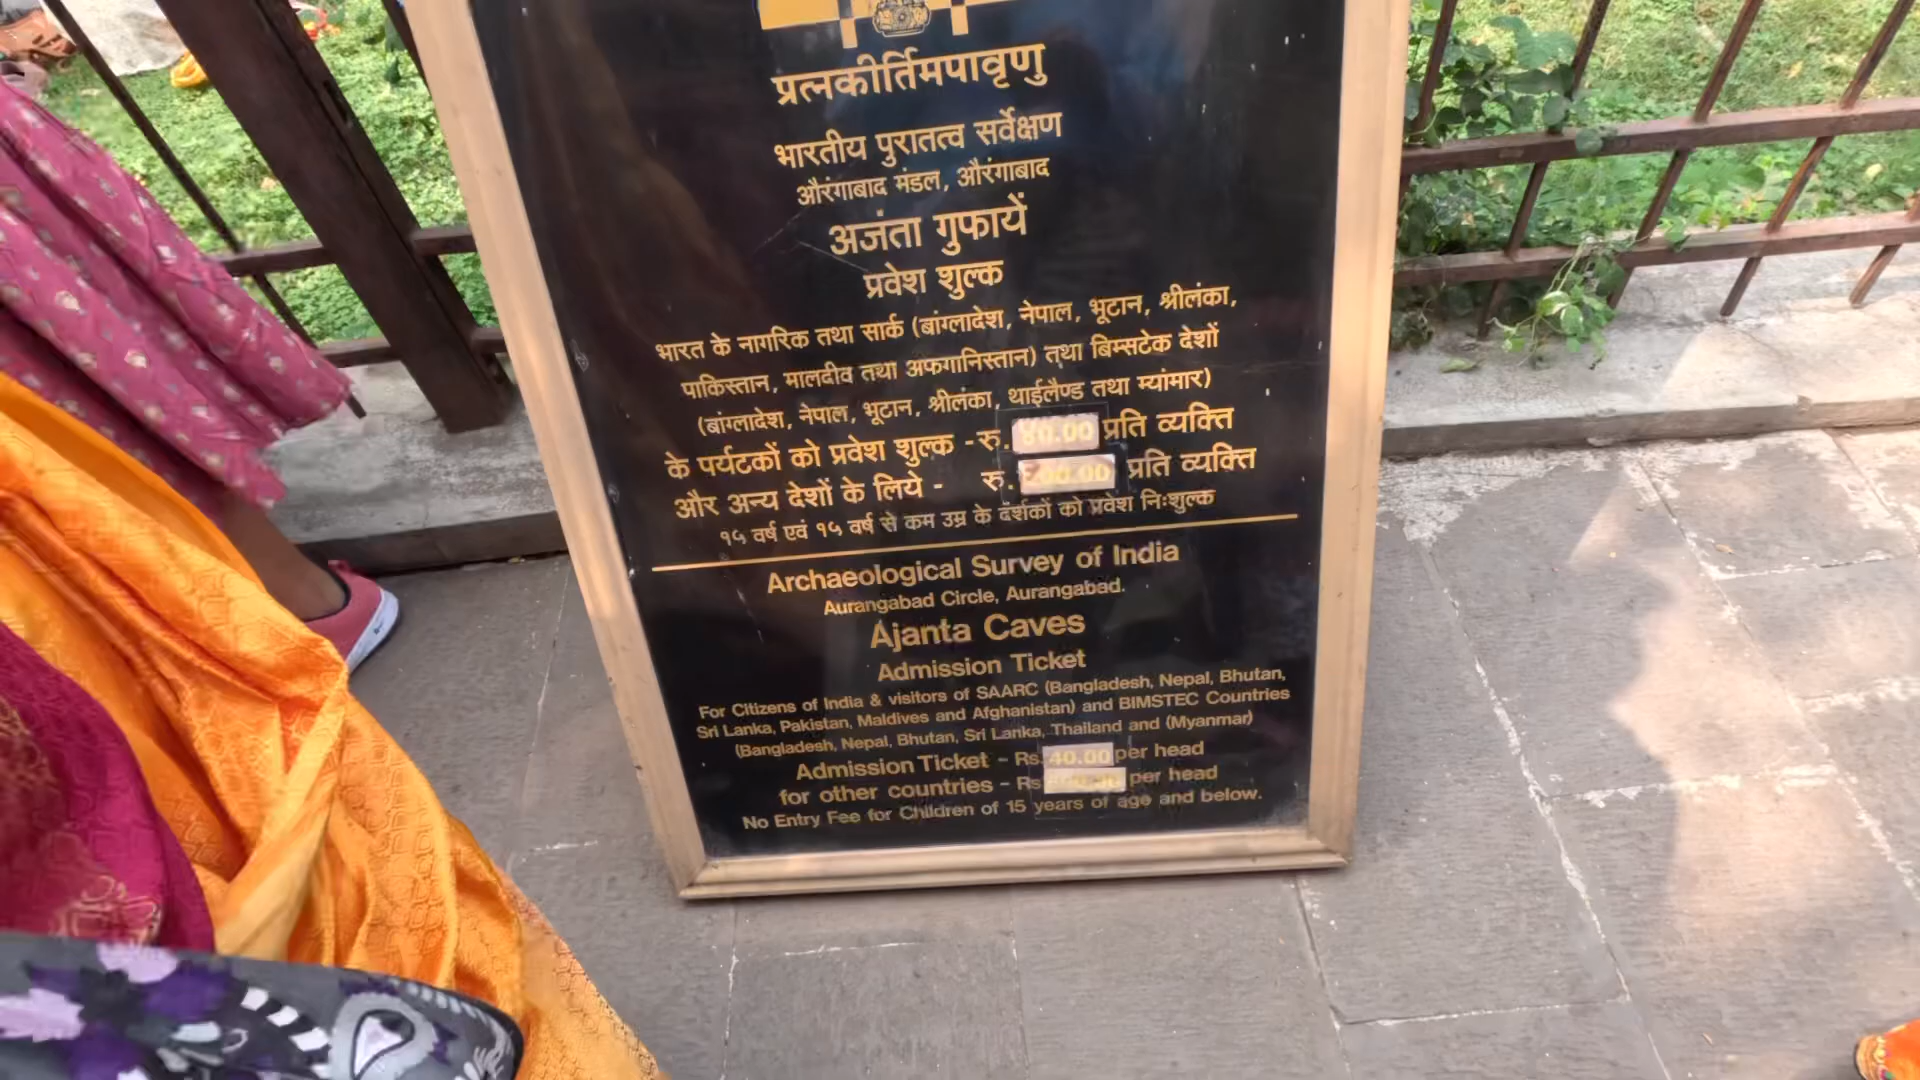 प्रत्नकीर्तिमपावृणु
भारतीय पुरातत्व सर्वेक्षण
औरंगाबाद मंडल, औरंगाबाद
अजंता गुफायें
प्रवेश शुल्क
भारत के नागरिक तथा सार्क (बांग्लादेश, नेपाल, भूटान, श्रीलंका,
पाकिस्तान, मालदीव तथा अफगानिस्तान) तथा बिम्सटेक देशों
(बांग्लादेश, नेपाल, भूटान, श्रीलंका, थाईलैण्ड तथा म्यांमार)
के पर्यटकों को प्रवेश शुल्क - रु. प्रति व्यक्ति
और अन्य देशों के लिये - रु. प्रति व्यक्ति
१५ वर्ष एवं १५ वर्ष से कम उम्र के दर्शकों को प्रवेश निःशुल्क
Archaeological Survey of India
Aurangabad Circle, Aurangabad.
Ajanta Caves
Admission Ticket
For Citizens of India & visitors of SAARC (Bangladesh, Nepal, Bhutan,
Sri Lanka, Pakistan, Maldives and Afghanistan) and BIMSTEC Countries
(Bangladesh, Nepal, Bhutan, Sri Lanka, Thailand and (Myanmar)
Admission Ticket - Rs. 40.00 per head
for other countries - Rs. per head
No Entry Fee for Children of 15 years of age and below.